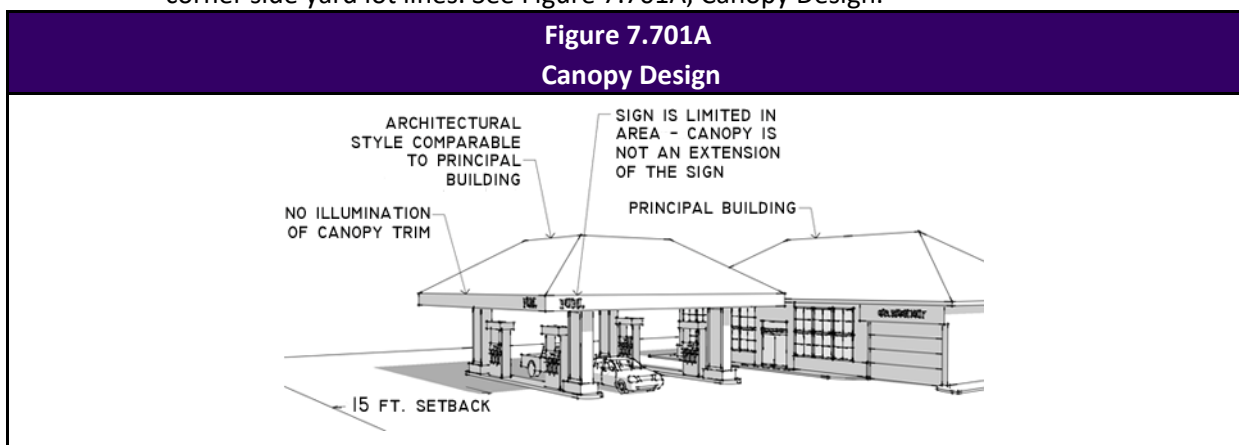 corner side yard lot lines. See Figure 7.701A, Canopy Design.
Figure 7.701A
Canopy Design
ARCHITECTURAL
STYLE COMPARABLE
TO PRINCIPAL
BUILDING
SIGN IS LIMITED IN
AREA - CANOPY IS
NOT AN EXTENSION
OF THE SIGN
NO ILLUMINATION
OF CANOPY TRIM
PRINCIPAL BUILDING
15 FT. SETBACK